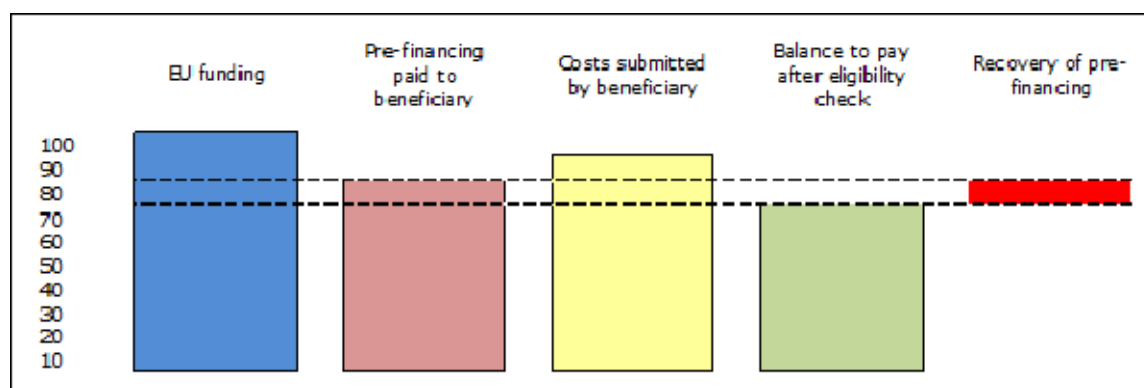 EU funding
Pre-financing
paid to
beneficiary
Costs submitted
by beneficiary
Balance to pay
after eligibility
check
Recovery of pre-
financing
100
90
80
70
60
50
40
30
20
10